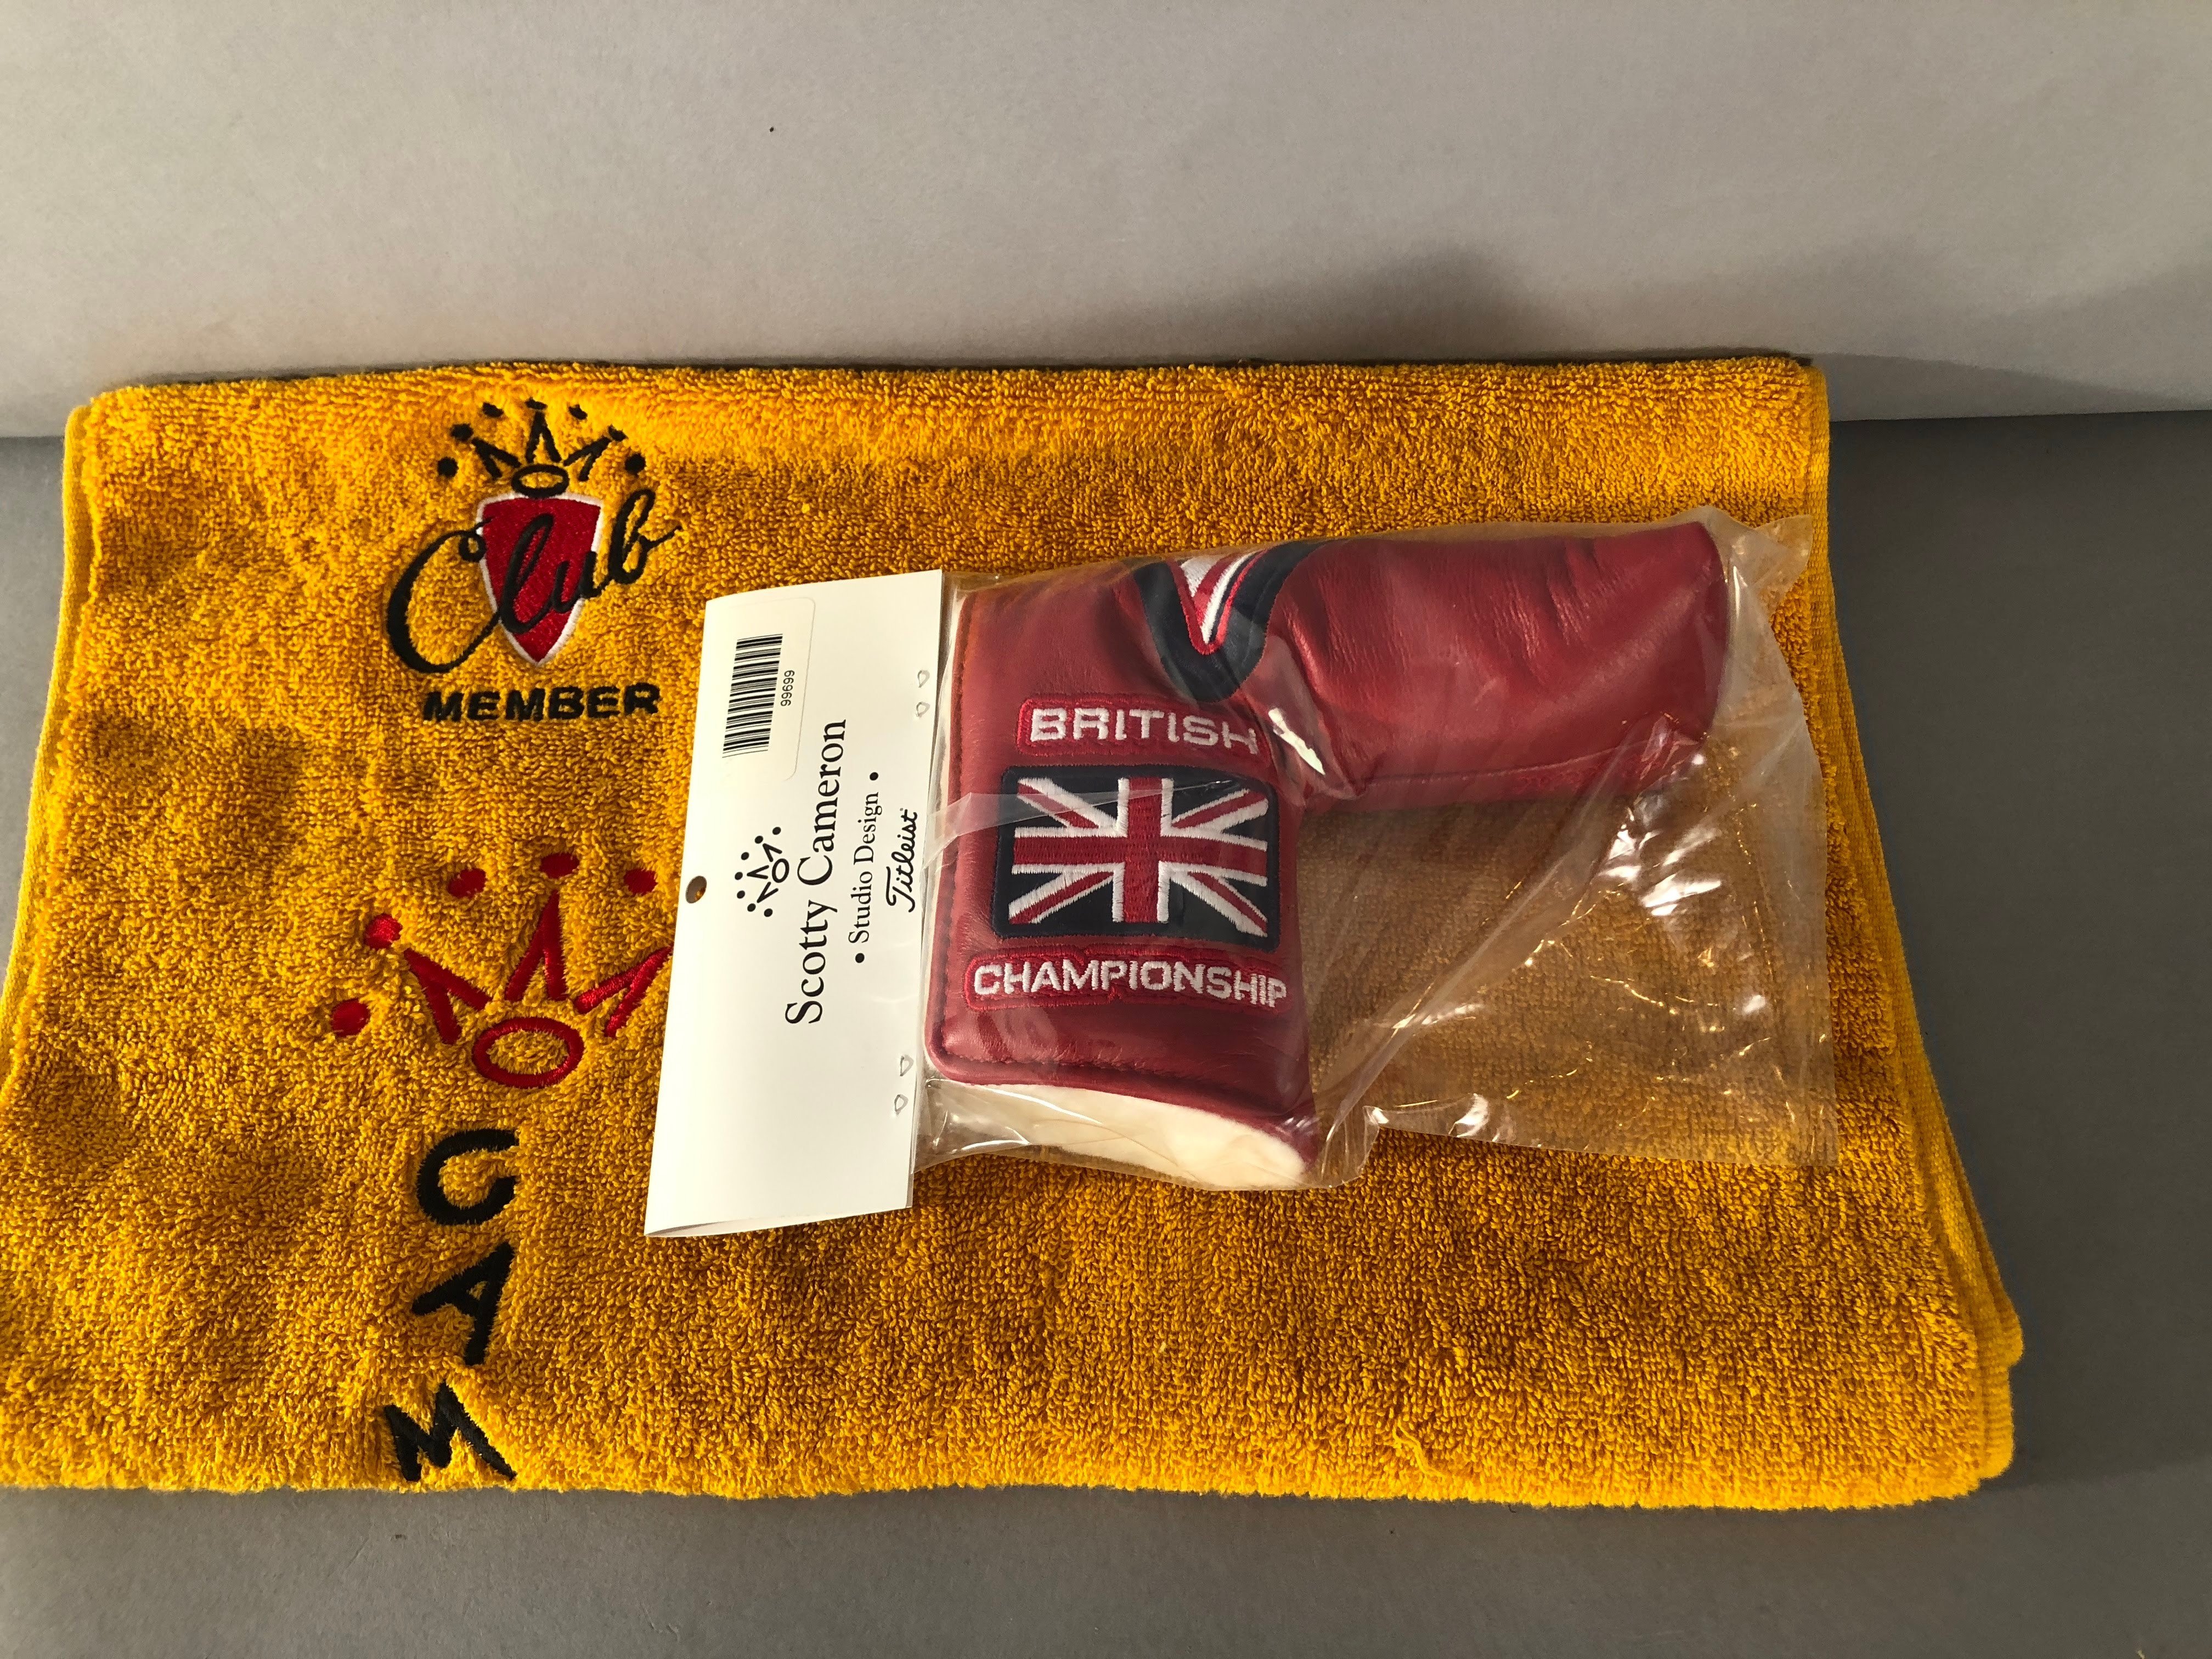 Club
MEMBER
CAM
99699
Scotty Cameron
• Studio Design •
Titleist
BRITISH
CHAMPIONSHIP